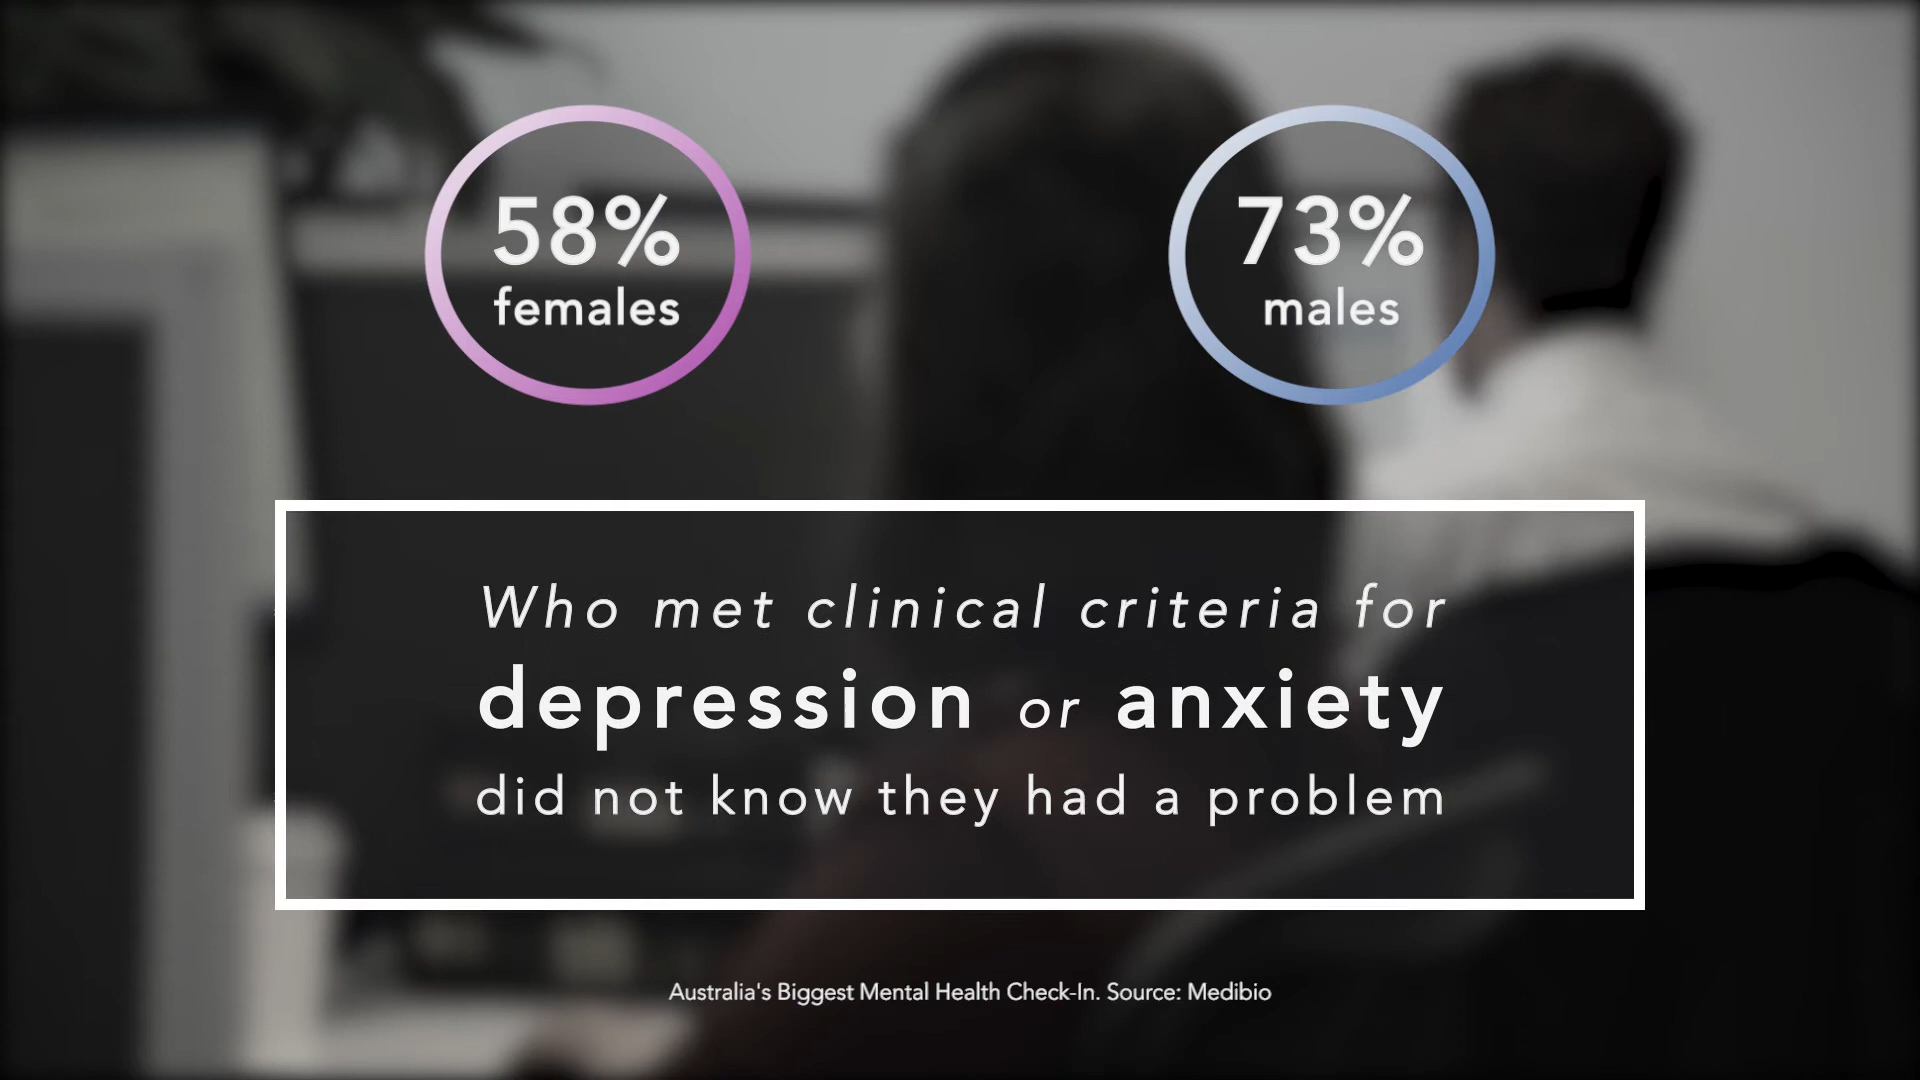 58%
females
73%
males
Who met clinical criteria for
depression or anxiety
did not know they had a problem
Australia's Biggest Mental Health Check-In. Source: Medibio